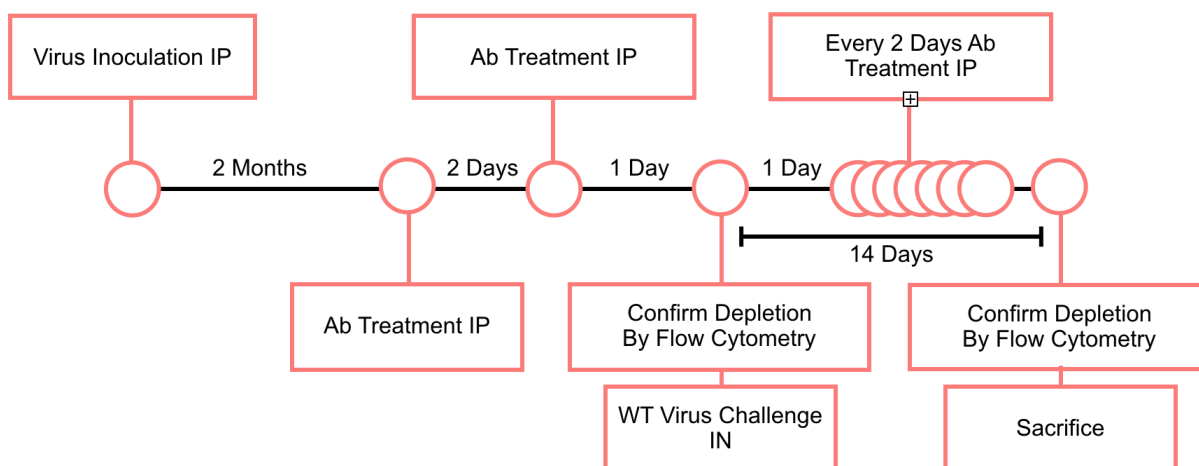 Virus Inoculation IP
Ab Treatment IP
Every 2 Days Ab
Treatment IP
2 Months
2 Days
1 Day
1 Day
14 Days
Ab Treatment IP
Confirm Depletion
By Flow Cytometry
Confirm Depletion
By Flow Cytometry
WT Virus Challenge
IN
Sacrifice